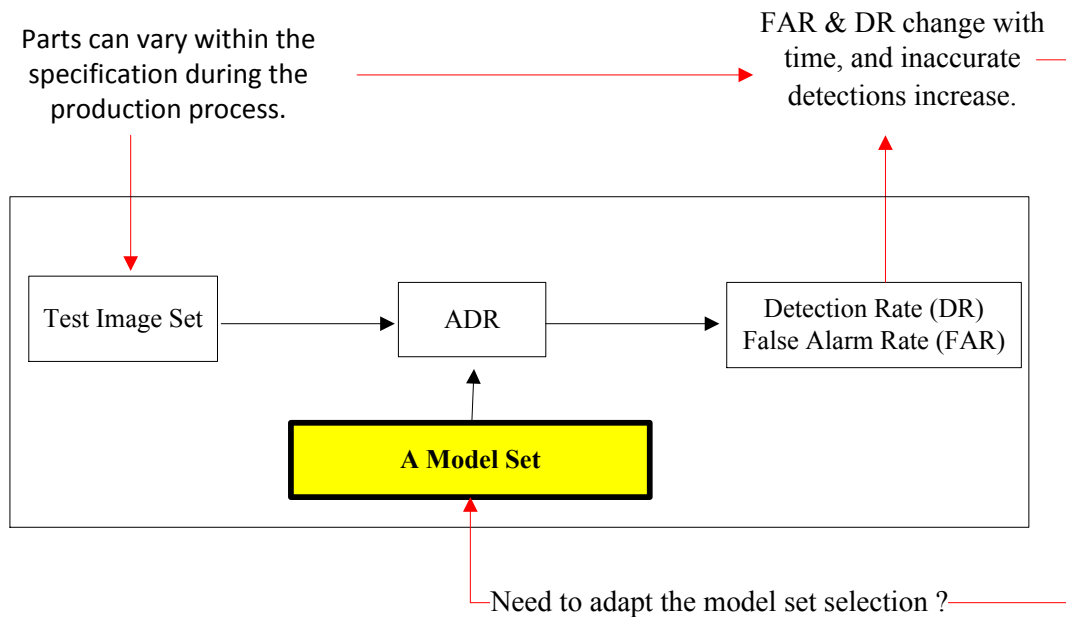 Parts can vary within the
specification during the
production process.
FAR & DR change with
time, and inaccurate
detections increase.
Test Image Set
ADR
Detection Rate (DR)
False Alarm Rate (FAR)
A Model Set
Need to adapt the model set selection ?